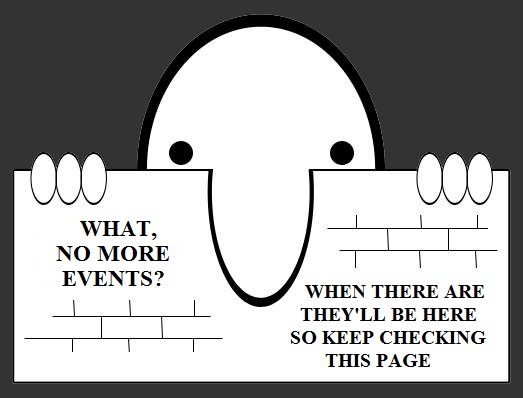 WHAT,
NO MORE
EVENTS?
WHEN THERE ARE
THEY'LL BE HERE
SO KEEP CHECKING
THIS PAGE